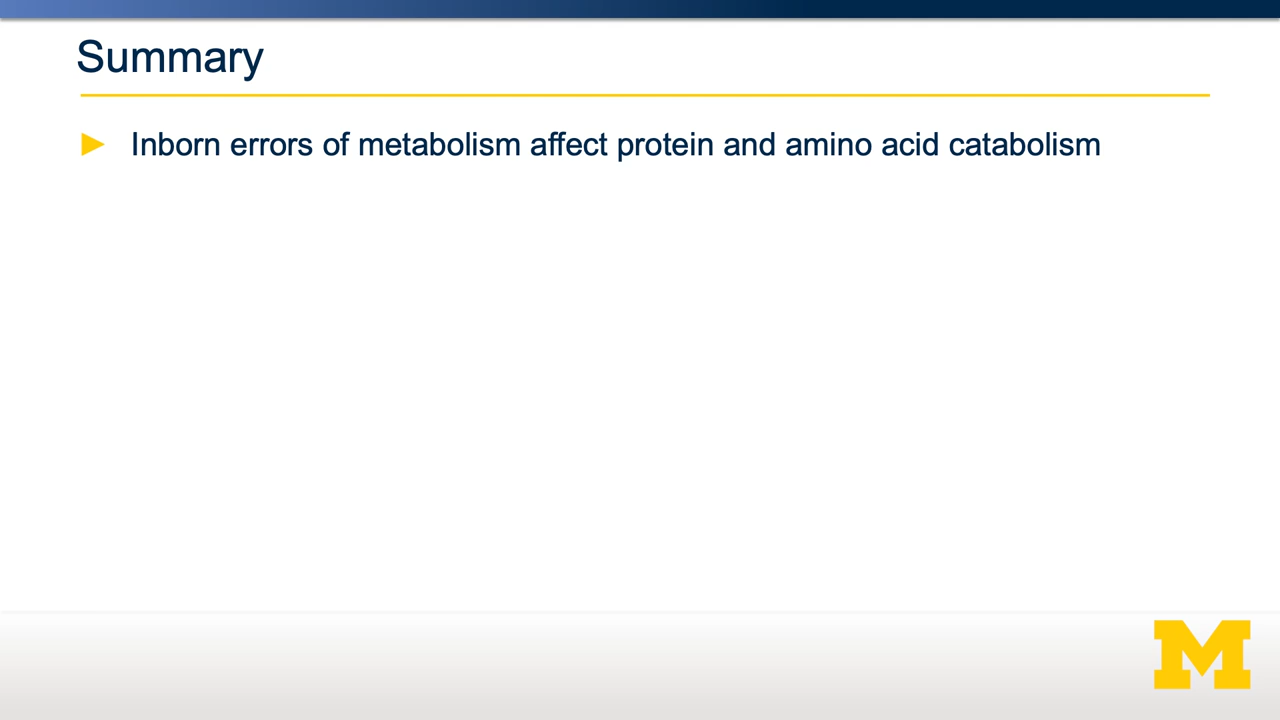 Summary
Inborn errors of metabolism affect protein and amino acid catabolism
M